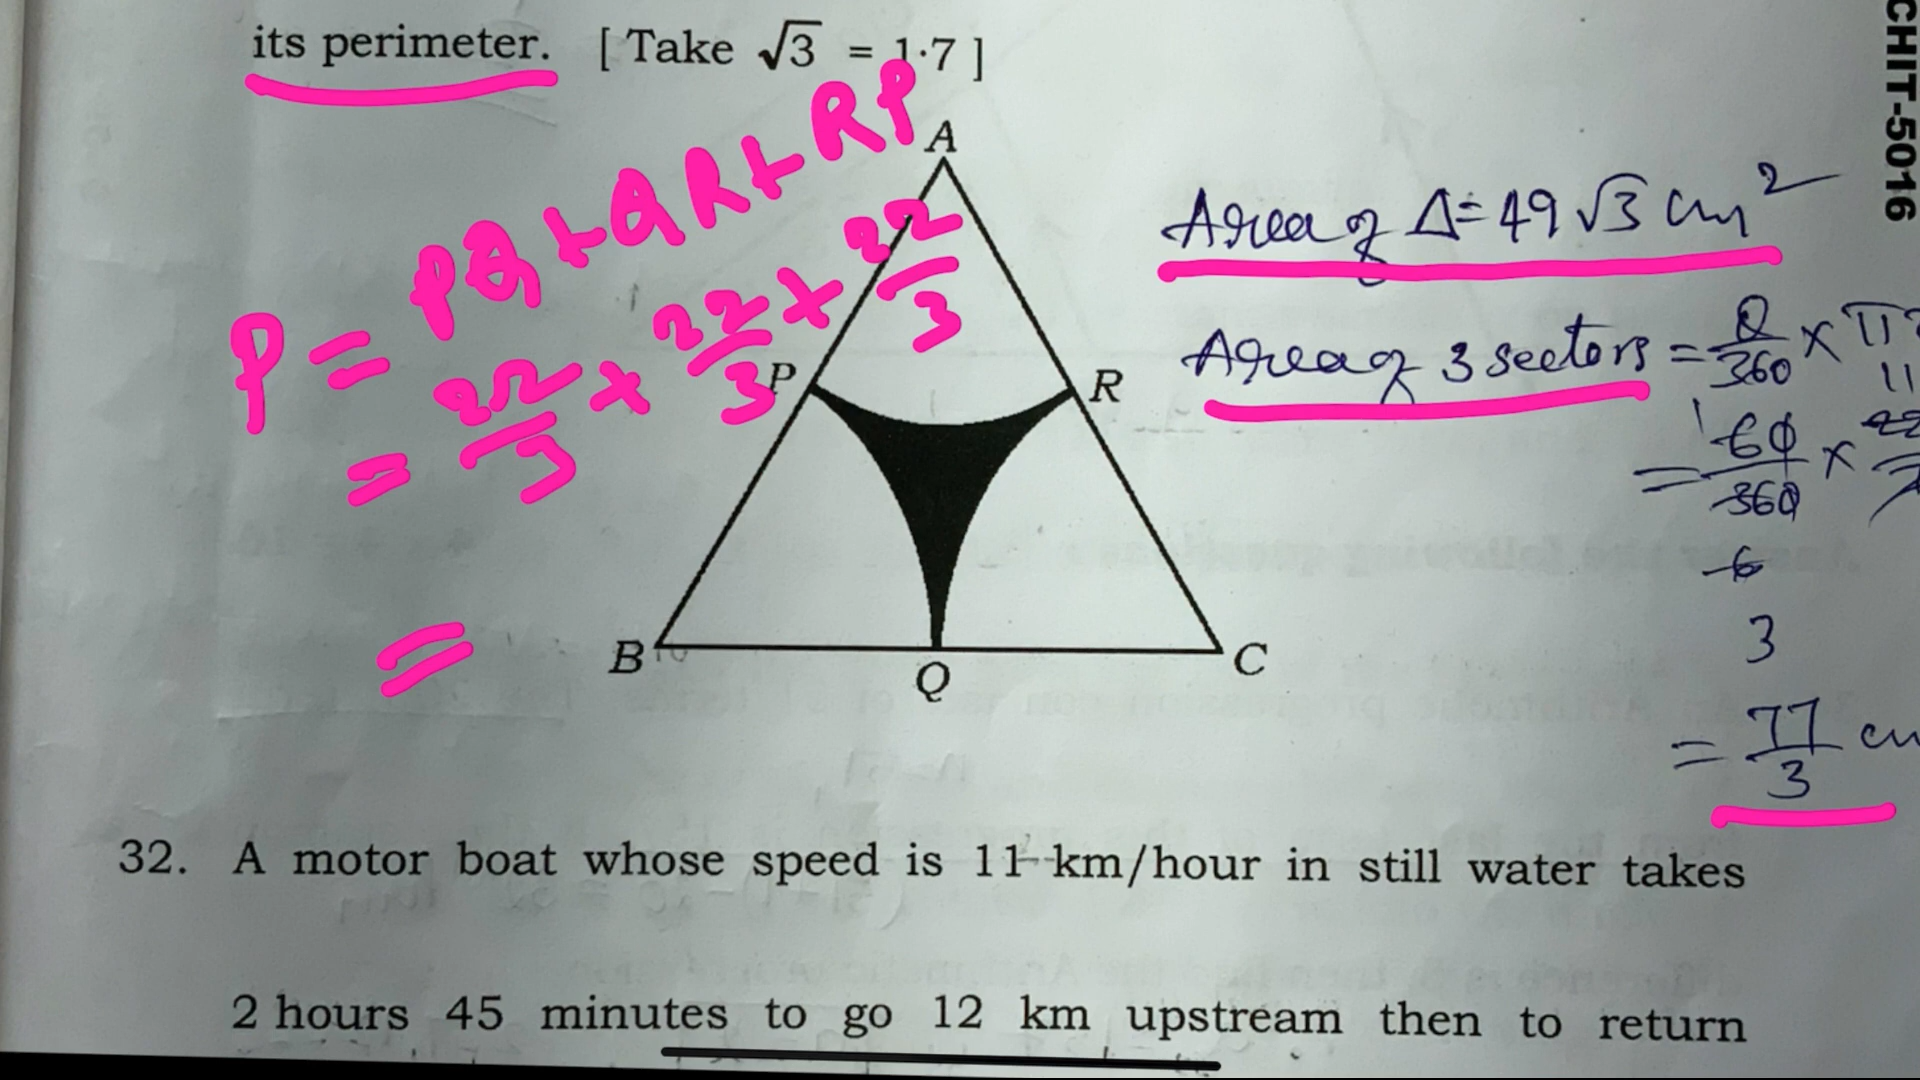 its perimeter. [ Take √3 = 1·7 ]
P = PQ + QR + RP
= 22/3 + 22/3 + 22/3
=
A
P
R
B
Q
C
Area of Δ = 49√3 cm²
Area of 3 sectors = θ/360 × π
= 60/360 × 22
6
3
= 77/3 cm
CHIT-5016
32. A motor boat whose speed is 11 km/hour in still water takes
2 hours 45 minutes to go 12 km upstream then to return